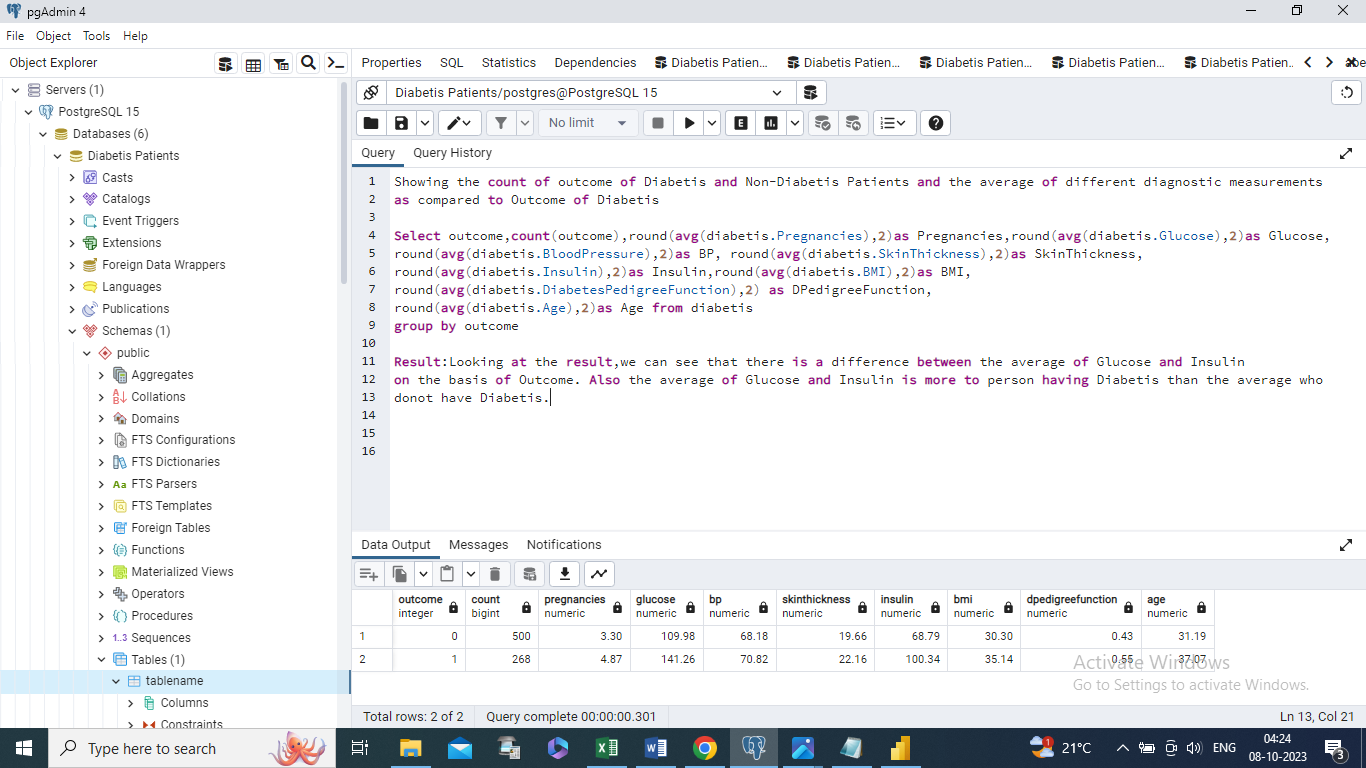 pgAdmin 4
File Object Tools Help
Object Explorer
Properties SQL Statistics Dependencies Dependents Diabetis Patien... Diabetis Patien... Diabetis Patien... Diabetis Patien... Diabetis Patien..
Servers (1)
PostgreSQL 15
Databases (6)
Diabetis Patients
Casts
Catalogs
Event Triggers
Extensions
Foreign Data Wrappers
Languages
Publications
Schemas (1)
public
Aggregates
Collations
Domains
FTS Configurations
FTS Dictionaries
Aa FTS Parsers
FTS Templates
Foreign Tables
Functions
Materialized Views
Operators
Procedures
1..3 Sequences
Tables (1)
tablename
Columns
Constraints
Diabetis Patients/postgres@PostgreSQL 15
No limit
E
Query Query History
1 Showing the count of outcome of Diabetis and Non-Diabetis Patients and the average of different diagnostic measurements
2 as compared to Outcome of Diabetis
3
4 Select outcome,count(outcome),round(avg(diabetis.Pregnancies),2)as Pregnancies,round(avg(diabetis.Glucose),2)as Glucose,
5 round(avg(diabetis.BloodPressure),2)as BP, round(avg(diabetis.SkinThickness),2)as SkinThickness,
6 round(avg(diabetis.Insulin),2)as Insulin,round(avg(diabetis.BMI),2)as BMI,
7 round(avg(diabetis.DiabetesPedigreeFunction),2) as DPedigreeFunction,
8 round(avg(diabetis.Age),2)as Age from diabetis
9 group by outcome
10
11 Result:Looking at the result,we can see that there is a difference between the average of Glucose and Insulin
12 on the basis of Outcome. Also the average of Glucose and Insulin is more to person having Diabetis than the average who
13 donot have Diabetis.
14
15
16
Data Output Messages Notifications
outcome count pregnancies glucose bp skinthickness insulin bmi dpedigreefunction age
integer bigint numeric numeric numeric numeric numeric numeric numeric numeric
1 0 500 3.30 109.98 68.18 19.66 68.79 30.30 0.43 31.19
2 1 268 4.87 141.26 70.82 22.16 100.34 35.14 0.55 37.07
Activate Windows
Go to Settings to activate Windows.
Total rows: 2 of 2 Query complete 00:00:00.301 Ln 13, Col 21
Type here to search
1 21°C ENG 04:24
08-10-2023 3